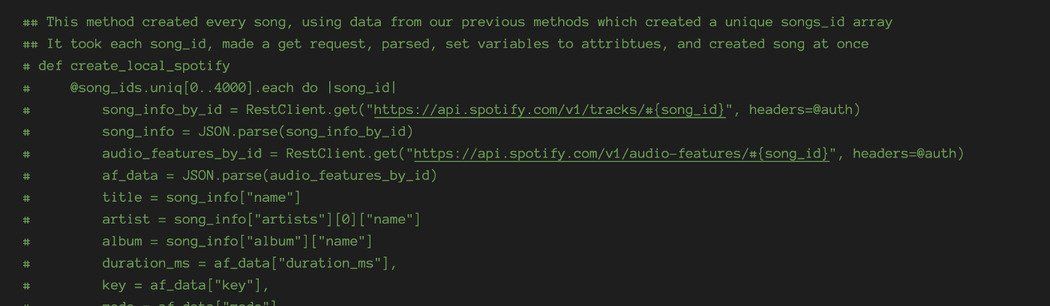 ## This method created every song, using data from our previous methods which created a unique songs_id array
## It took each song_id, made a get request, parsed, set variables to attribtues, and created song at once
# def create_local_spotify
#     @song_ids.uniq[0..4000].each do |song_id|
#         song_info_by_id = RestClient.get("https://api.spotify.com/v1/tracks/#{song_id}", headers=@auth)
#         song_info = JSON.parse(song_info_by_id)
#         audio_features_by_id = RestClient.get("https://api.spotify.com/v1/audio-features/#{song_id}", headers=@auth)
#         af_data = JSON.parse(audio_features_by_id)
#         title = song_info["name"]
#         artist = song_info["artists"][0]["name"]
#         album = song_info["album"]["name"]
#         duration_ms = af_data["duration_ms"],
#         key = af_data["key"],